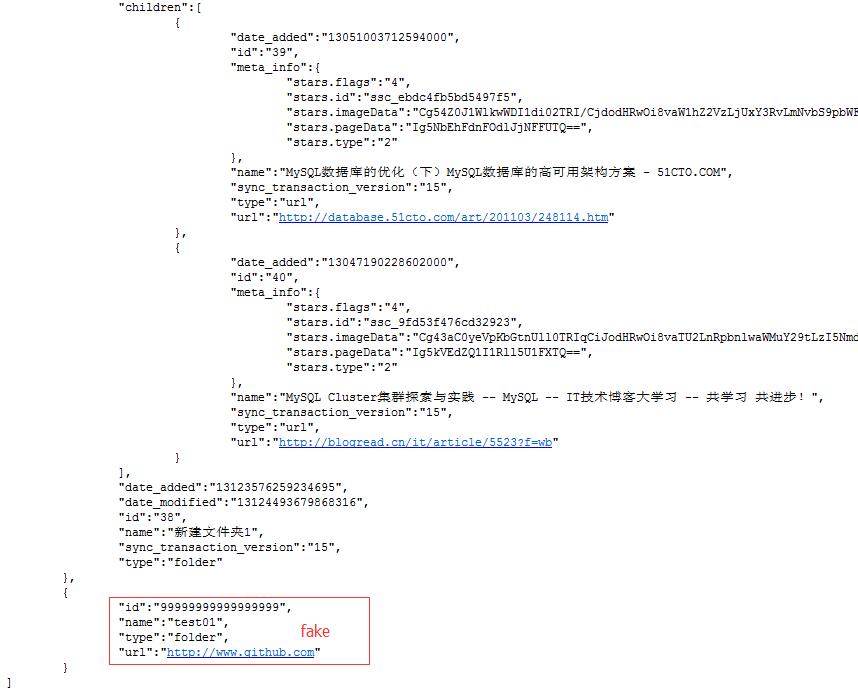 "children":[
{
"date_added":"13051003712594000",
"id":"39",
"meta_info":{
"stars.flags":"4",
"stars.id":"ssc_ebdc4fb5bd5497f5",
"stars.imageData":"Cg54Z0J1WlkwWDI1di02TRI/CjdodHRwOi8vaW1hZ2VzLjUxY3RvLmNvbS9pbWF
"stars.pageData":"Ig5NbEhFdnFOdlJjNFFUTQ==",
"stars.type":"2"
},
"name":"MySQL数据库的优化（下）MySQL数据库的高可用架构方案 - 51CTO.COM",
"sync_transaction_version":"15",
"type":"url",
"url":"http://database.51cto.com/art/201103/248114.htm"
},
{
"date_added":"13047190228602000",
"id":"40",
"meta_info":{
"stars.flags":"4",
"stars.id":"ssc_9fd53f476cd32923",
"stars.imageData":"Cg43aC0yeVpKbGtnUll0TRIqCiJodHRwOi8vaTU2LnRpbnlwaWMuY29tLzI5Nmd
"stars.pageData":"Ig5kVEdZQ1I1Rll5U1FXTQ==",
"stars.type":"2"
},
"name":"MySQL Cluster集群探索与实践 -- MySQL -- IT技术博客大学习 -- 共学习 共进步！",
"sync_transaction_version":"15",
"type":"url",
"url":"http://blogread.cn/it/article/5523?f=wb"
}
],
"date_added":"13123576259234695",
"date_modified":"13124493679868316",
"id":"38",
"name":"新建文件夹1",
"sync_transaction_version":"15",
"type":"folder"
},
{
"id":"99999999999999999",
"name":"test01",
"type":"folder",
fake
"url":"http://www.github.com"
}
]